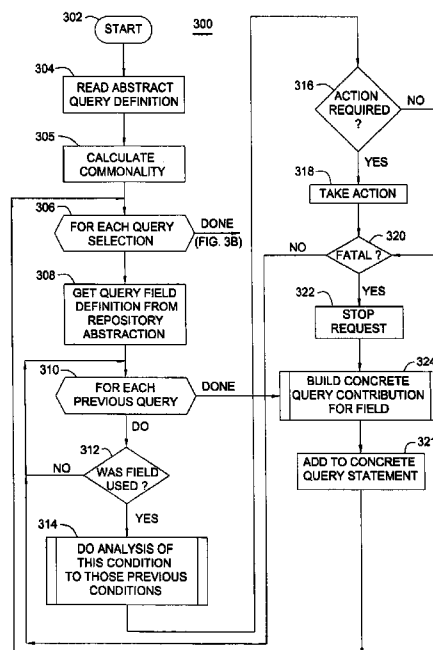 300
302
START
304
READ ABSTRACT
QUERY DEFINITION
305
CALCULATE
COMMONALITY
306
FOR EACH QUERY
SELECTION
DONE
(FIG. 3B)
308
GET QUERY FIELD
DEFINITION FROM
REPOSITORY
ABSTRACTION
310
FOR EACH
PREVIOUS QUERY
DONE
DO
312
WAS FIELD
USED ?
NO
YES
314
DO ANALYSIS OF
THIS CONDITION
TO THOSE PREVIOUS
CONDITIONS
316
ACTION
REQUIRED
?
NO
YES
318
TAKE ACTION
320
FATAL ?
NO
YES
322
STOP
REQUEST
324
BUILD CONCRETE
QUERY CONTRIBUTION
FOR FIELD
321
ADD TO CONCRETE
QUERY STATEMENT